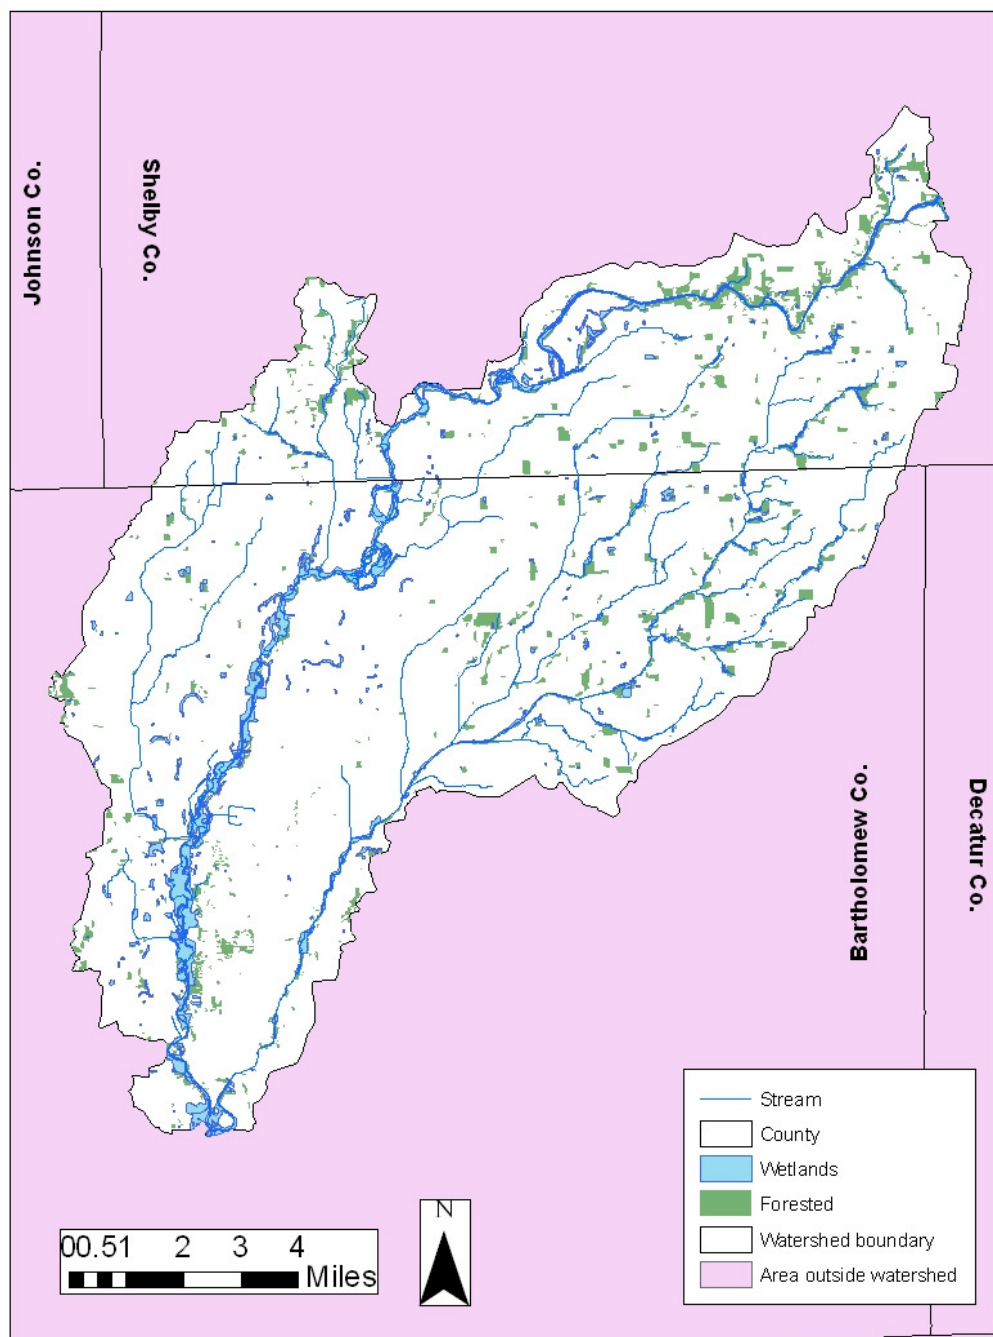 Johnson Co.
Shelby Co.
Bartholomew Co.
Decatur Co.
Stream
County
Wetlands
Forested
Watershed boundary
Area outside watershed
N
00.51 2 3 4
Miles